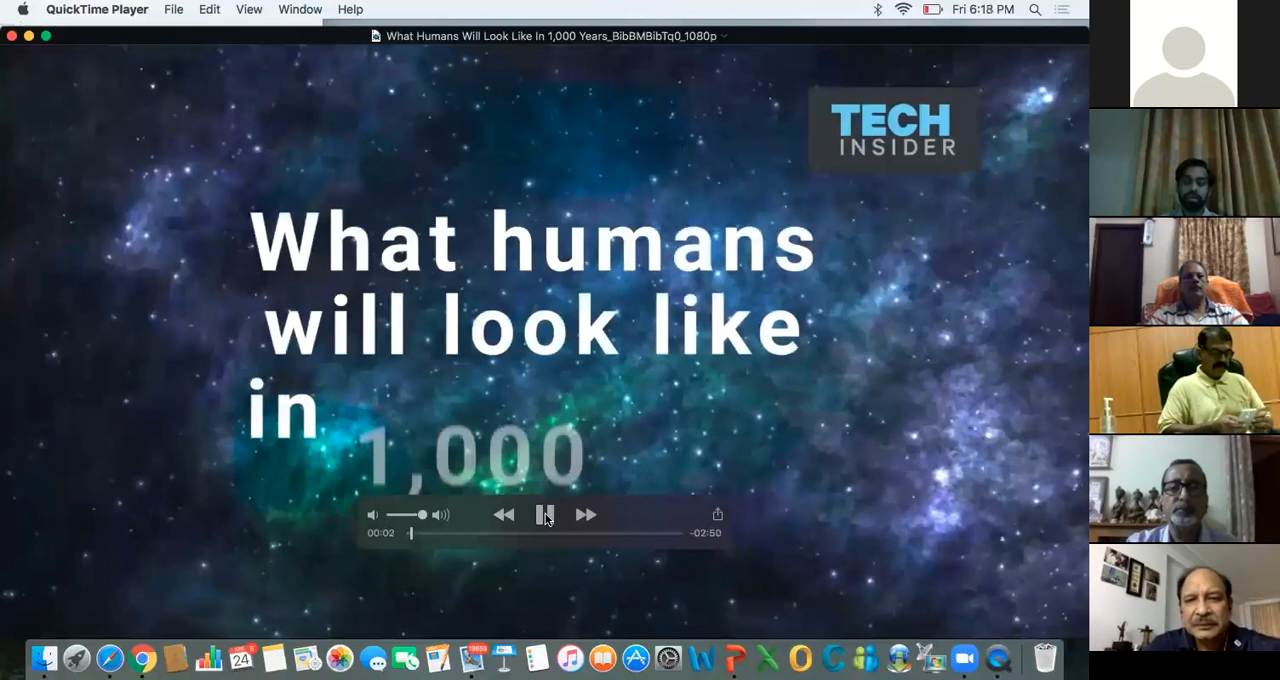 QuickTime Player File Edit View Window Help Fri 6:18 PM
What Humans Will Look Like In 1,000 Years_BibBMBibTq0_1080p
TECH
INSIDER
What humans
will look like
in
1,000
00:02 -02:50
24